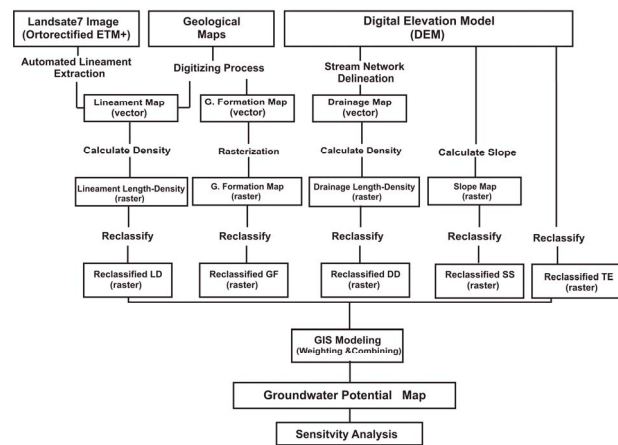 Landsate7 Image
(Ortorectified ETM+)
Geological
Maps
Digital Elevation Model
(DEM)
Automated Lineament
Extraction
Digitizing Process
Stream Network
Delineation
Lineament Map
(vector)
G. Formation Map
(vector)
Drainage Map
(vector)
Calculate Density
Rasterization
Calculate Density
Calculate Slope
Lineament Length-Density
(raster)
G. Formation Map
(raster)
Drainage Length-Density
(raster)
Slope Map
(raster)
Reclassify
Reclassify
Reclassify
Reclassify
Reclassify
Reclassified LD
(raster)
Reclassified GF
(raster)
Reclassified DD
(raster)
Reclassified SS
(raster)
Reclassified TE
(raster)
GIS Modeling
(Weighting &Combining)
Groundwater Potential Map
Sensitvity Analysis